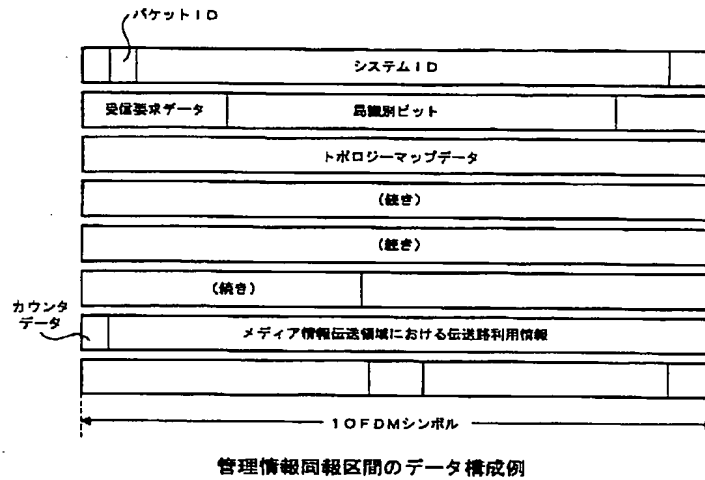 パケットID
システムID
受信要求データ
局識別ビット
トポロジーマップデータ
(続き)
(続き)
(続き)
カウンタ
データ
メディア情報伝送領域における伝送路利用情報
1OFDMシンボル
管理情報同報区間のデータ構成例